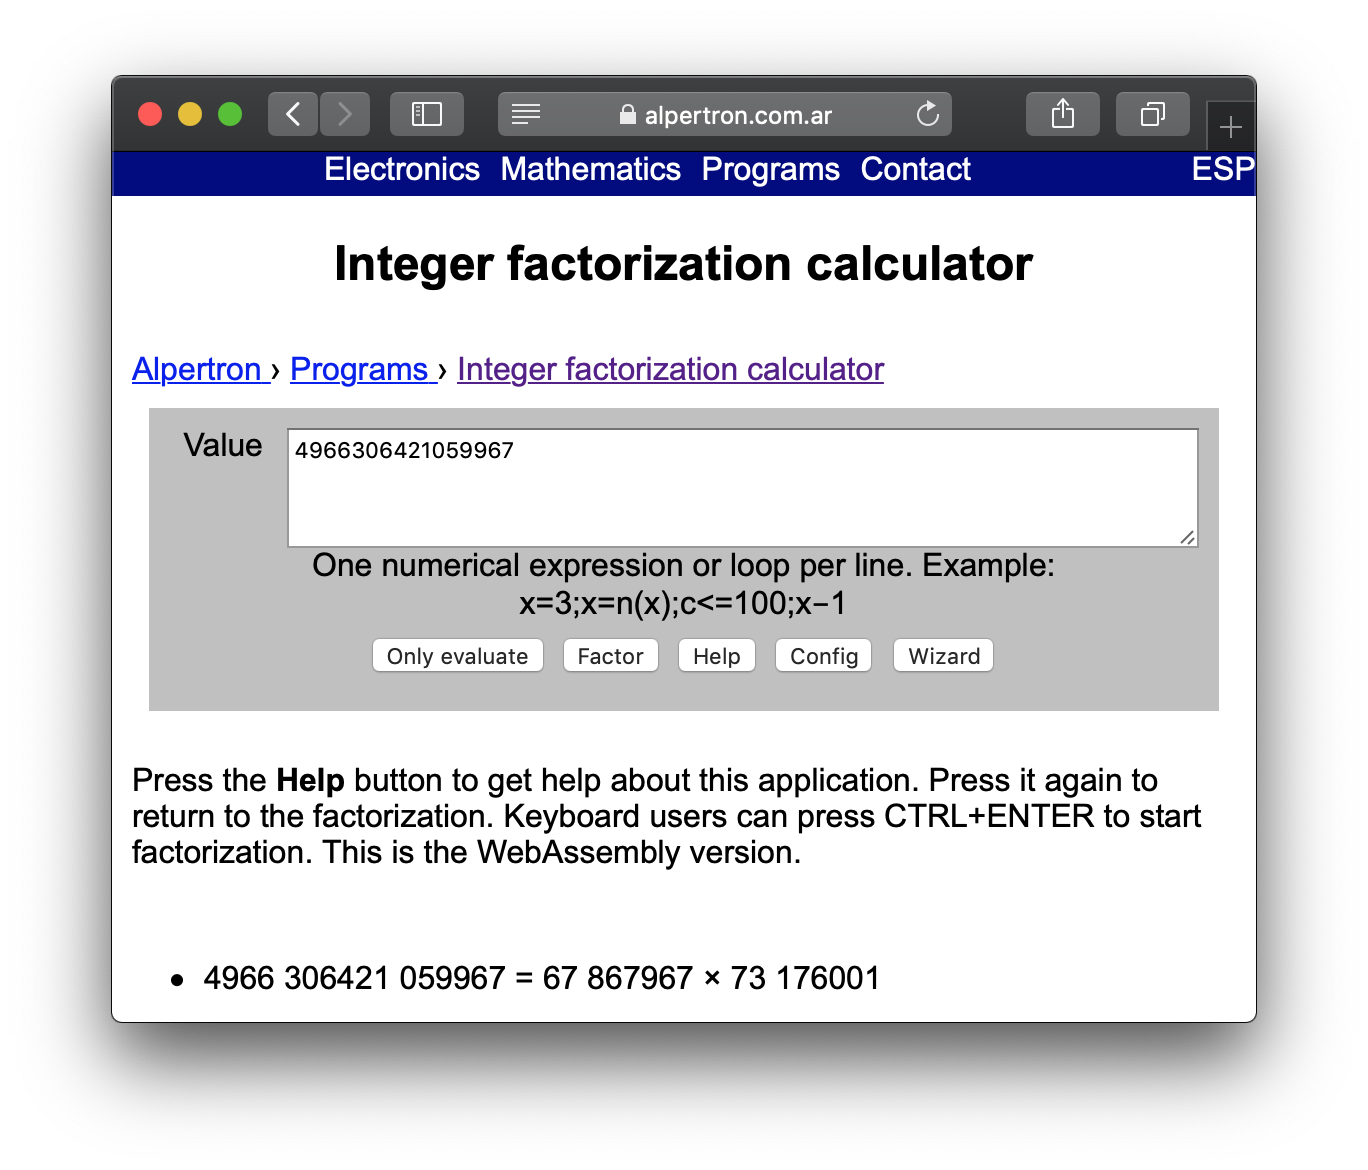 alpertron.com.ar
Electronics Mathematics Programs Contact ESP
Integer factorization calculator
Alpertron › Programs › Integer factorization calculator
Value 4966306421059967
One numerical expression or loop per line. Example:
x=3;x=n(x);c<=100;x−1
Only evaluate Factor Help Config Wizard
Press the Help button to get help about this application. Press it again to
return to the factorization. Keyboard users can press CTRL+ENTER to start
factorization. This is the WebAssembly version.
• 4966 306421 059967 = 67 867967 × 73 176001